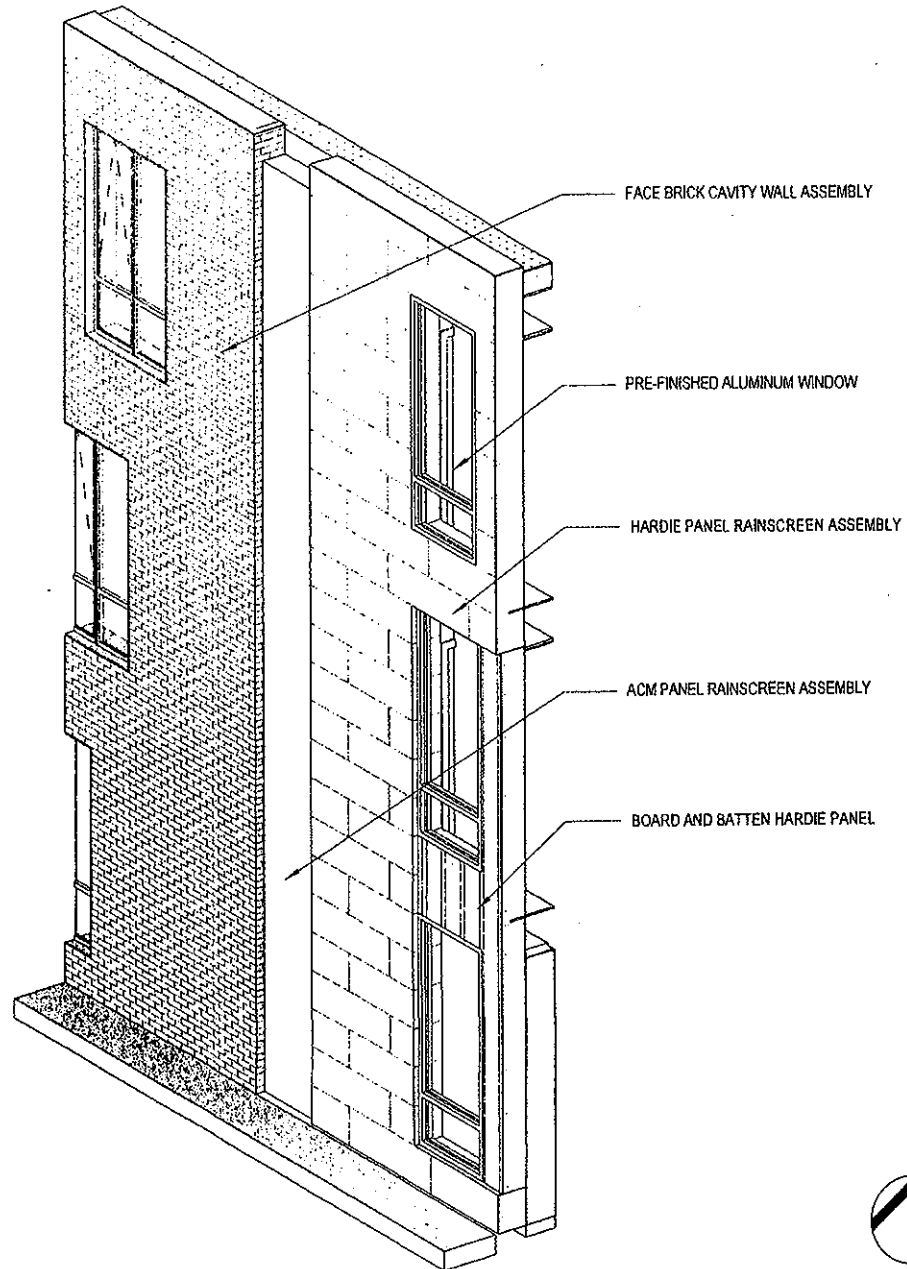 FACE BRICK CAVITY WALL ASSEMBLY
PRE-FINISHED ALUMINUM WINDOW
HARDIE PANEL RAINSCREEN ASSEMBLY
ACM PANEL RAINSCREEN ASSEMBLY
BOARD AND BATTEN HARDIE PANEL